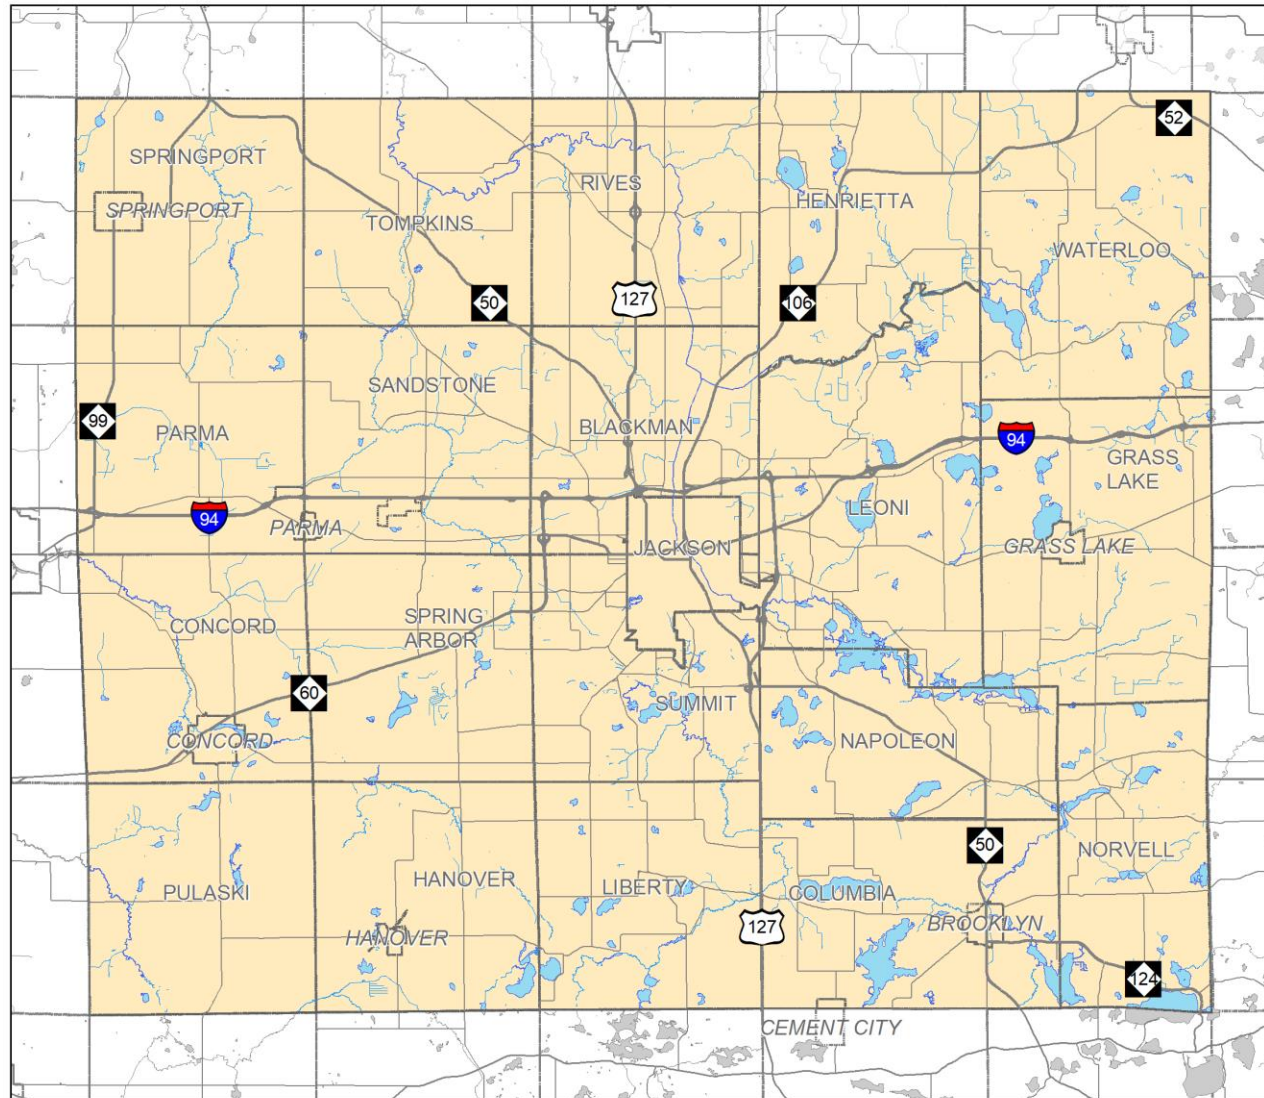 52
SPRINGPORT
RIVES
HENRIETTA
SPRINGPORT
TOMPKINS
WATERLOO
50
127
106
SANDSTONE
99
PARMA
BLACKMAN
94
GRASS
LAKE
LEONI
94
PARMA
JACKSON
GRASS LAKE
CONCORD
SPRING
ARBOR
60
SUMMIT
CONCORD
NAPOLEON
50
NORVELL
PULASKI
HANOVER
LIBERTY
COLUMBIA
HANOVER
127
BROOKLYN
124
CEMENT CITY